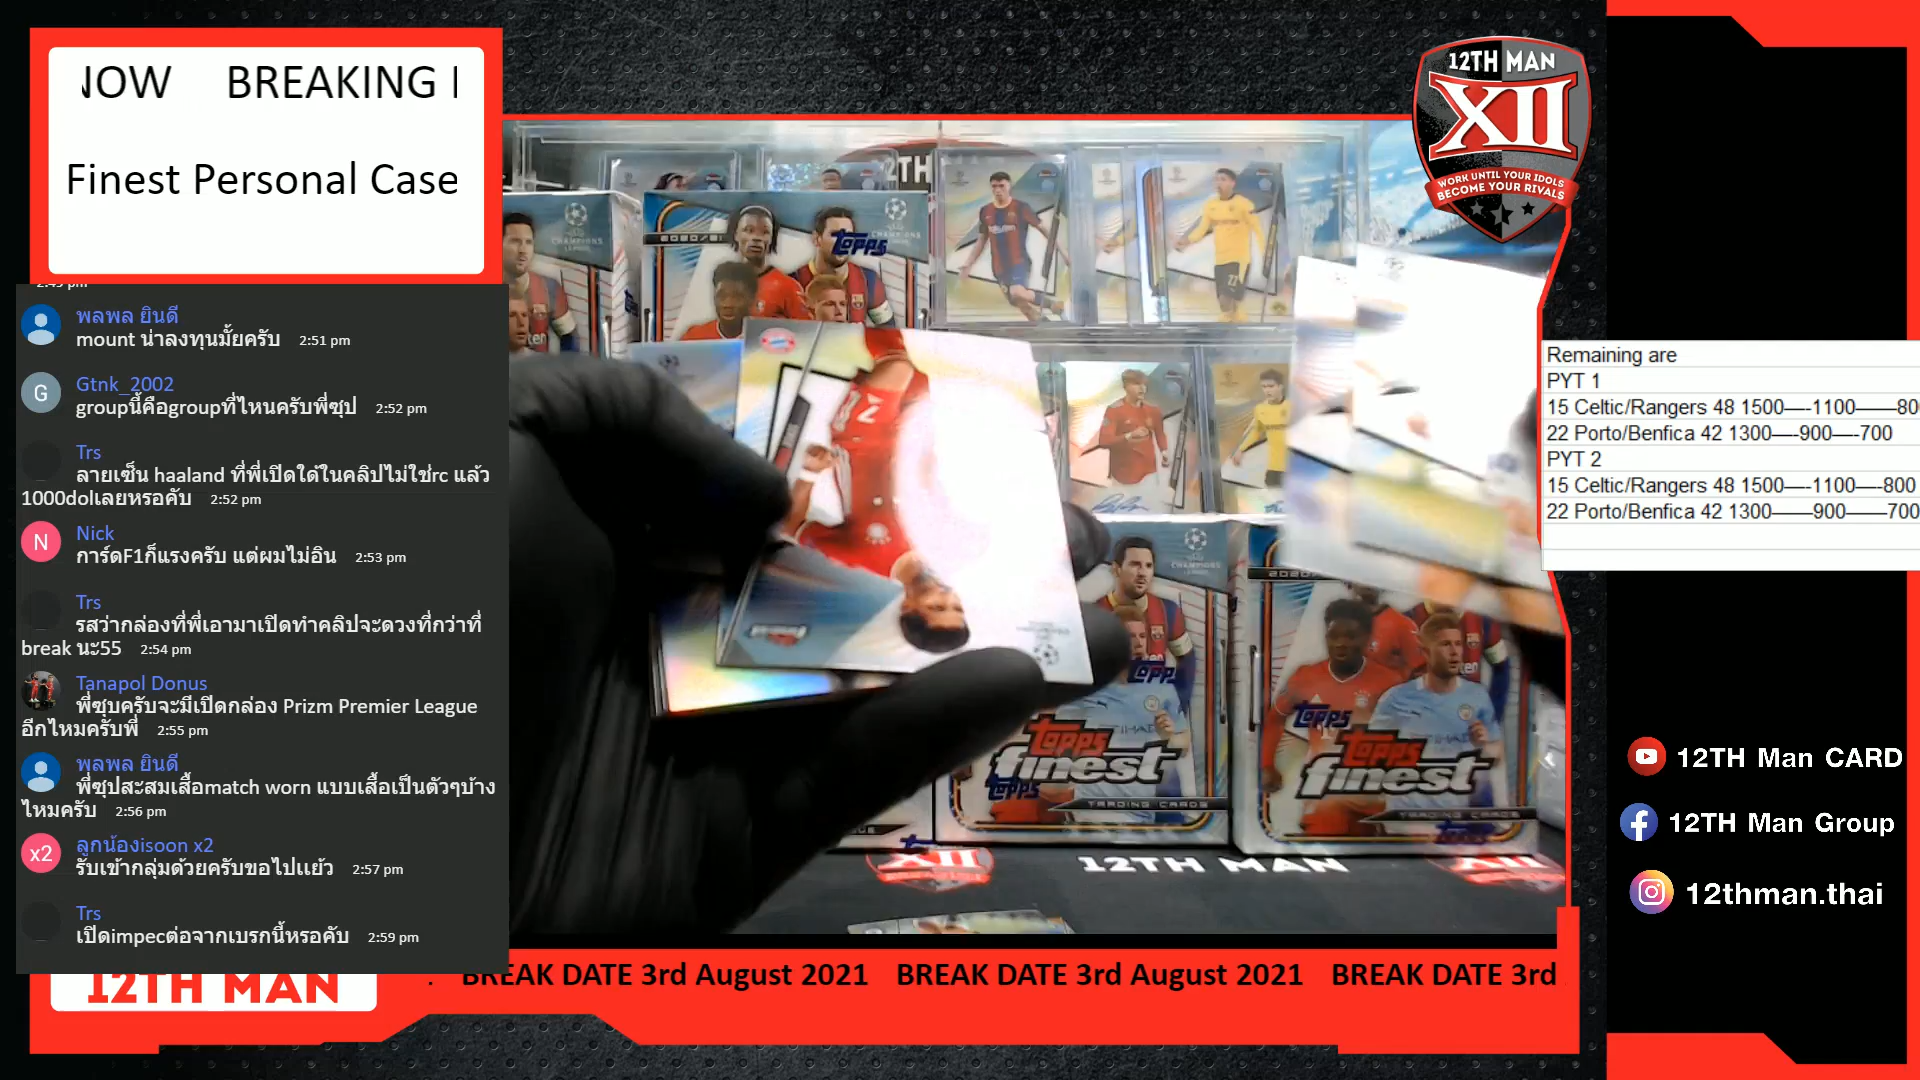 NOW BREAKING
Finest Personal Case
พลพล ยินดี
mount น่าลงทุนมั้ยครับ 2:51 pm
Gtnk_2002
groupนี้คือgroupที่ไหนครับพี่ซุป 2:52 pm
Trs
ลายเซ็น haaland ที่พี่เปิดได้ในคลิปไม่ใช่rc แล้ว
1000dolเลยหรอคับ 2:52 pm
Nick
การ์ดF1ก็แรงครับ แต่ผมไม่อิน 2:53 pm
Trs
รสว่ากล่องที่พี่เอามาเปิดทำคลิปจะดวงที่กว่าที่
break นะ55 2:54 pm
Tanapol Donus
พี่ซุบครับจะมีเปิดกล่อง Prizm Premier League
อีกไหมครับพี่ 2:55 pm
พลพล ยินดี
พี่ซุปสะสมเสื้อmatch worn แบบเสื้อเป็นตัวๆบ้าง
ไหมครับ 2:56 pm
x2
ลูกน้องisoon x2
รับเข้ากลุ่มด้วยครับขอไปแย้ว 2:57 pm
Trs
เปิดimpecต่อจากเบรกนี้หรอคับ 2:59 pm
12TH MAN
BREAK DATE 3rd August 2021 BREAK DATE 3rd August 2021 BREAK DATE 3rd
12TH MAN
XII
WORK UNTIL YOUR IDOLS
BECOME YOUR RIVALS
2020/21
Topps
CHAMPIONS
LEAGUE
12TH
Topps
finest
TRADING CARDS
Topps
finest
TRADING CARDS
XII
12TH MAN
Remaining are
PYT 1
15 Celtic/Rangers 48 1500—-1100——80
22 Porto/Benfica 42 1300—-900—-700
PYT 2
15 Celtic/Rangers 48 1500—-1100—-800
22 Porto/Benfica 42 1300——900——700
12TH Man CARD
12TH Man Group
12thman.thai